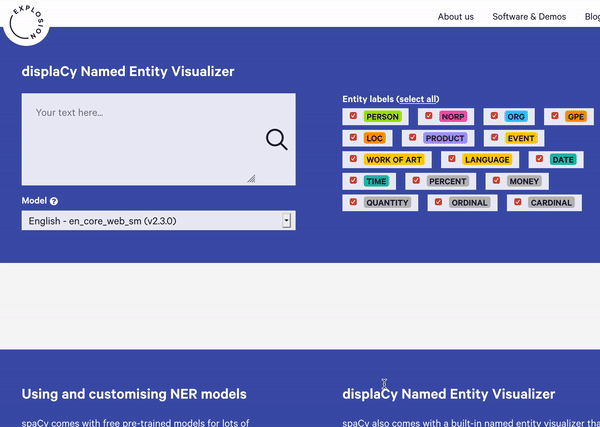 EXPLOSION
About us Software & Demos Blog
displaCy Named Entity Visualizer
Your text here...
Entity labels (select all)
PERSON NORP ORG GPE
LOC PRODUCT EVENT
WORK OF ART LANGUAGE DATE
TIME PERCENT MONEY
QUANTITY ORDINAL CARDINAL
Model ?
English - en_core_web_sm (v2.3.0)
Using and customising NER models
spaCy comes with free pre-trained models for lots of
displaCy Named Entity Visualizer
spaCy also comes with a built-in named entity visualizer tha